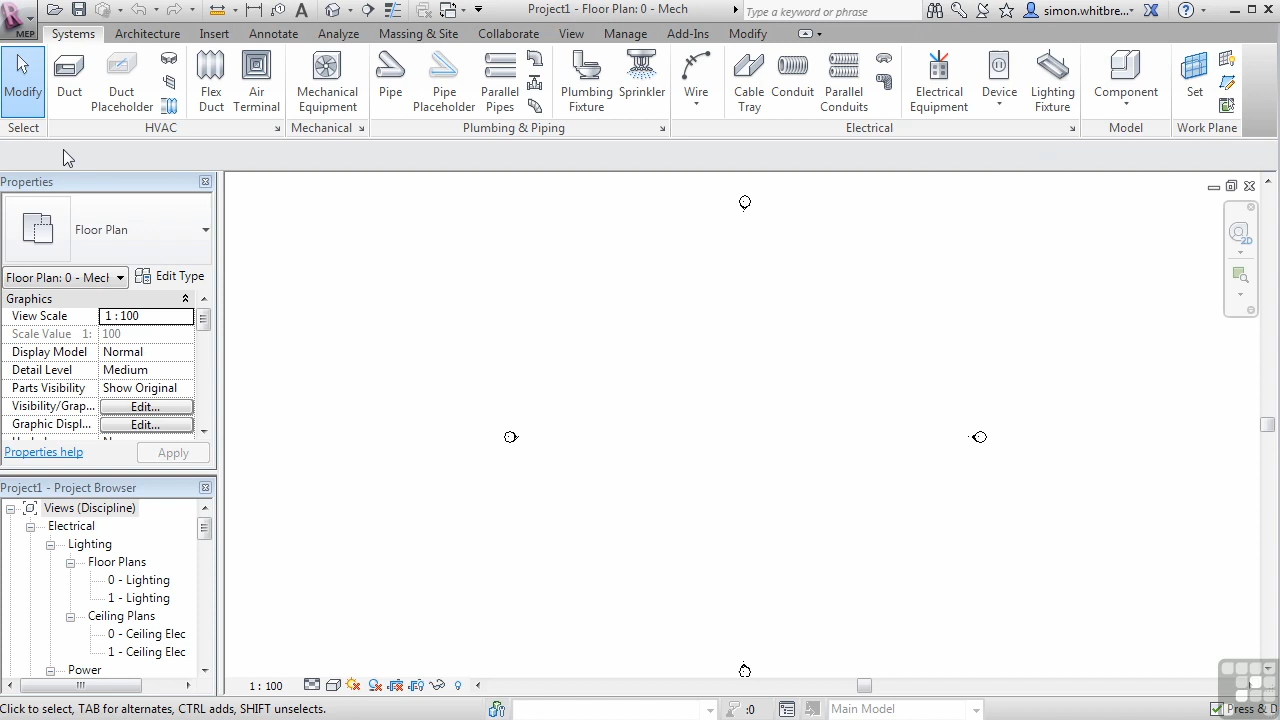 Project1 - Floor Plan: 0 - Mech
Type a keyword or phrase
simon.whitbre...
MEP
Systems Architecture Insert Annotate Analyze Massing & Site Collaborate View Manage Add-Ins Modify
Modify
Duct
Duct Placeholder
Flex Duct
Air Terminal
Mechanical Equipment
Pipe
Pipe Placeholder
Parallel Pipes
Plumbing Fixture
Sprinkler
Wire
Cable Tray
Conduit
Parallel Conduits
Electrical Equipment
Device
Lighting Fixture
Component
Set
Select HVAC Mechanical Plumbing & Piping Electrical Model Work Plane
Properties
Floor Plan
Floor Plan: 0 - Mecl
Edit Type
Graphics
View Scale 1 : 100
Scale Value 1: 100
Display Model Normal
Detail Level Medium
Parts Visibility Show Original
Visibility/Grap... Edit...
Graphic Displ... Edit...
Properties help Apply
Project1 - Project Browser
Views (Discipline)
Electrical
Lighting
Floor Plans
0 - Lighting
1 - Lighting
Ceiling Plans
0 - Ceiling Elec
1 - Ceiling Elec
Power
2D
1 : 100
Click to select, TAB for alternates, CTRL adds, SHIFT unselects.
:0
Main Model
Press & D